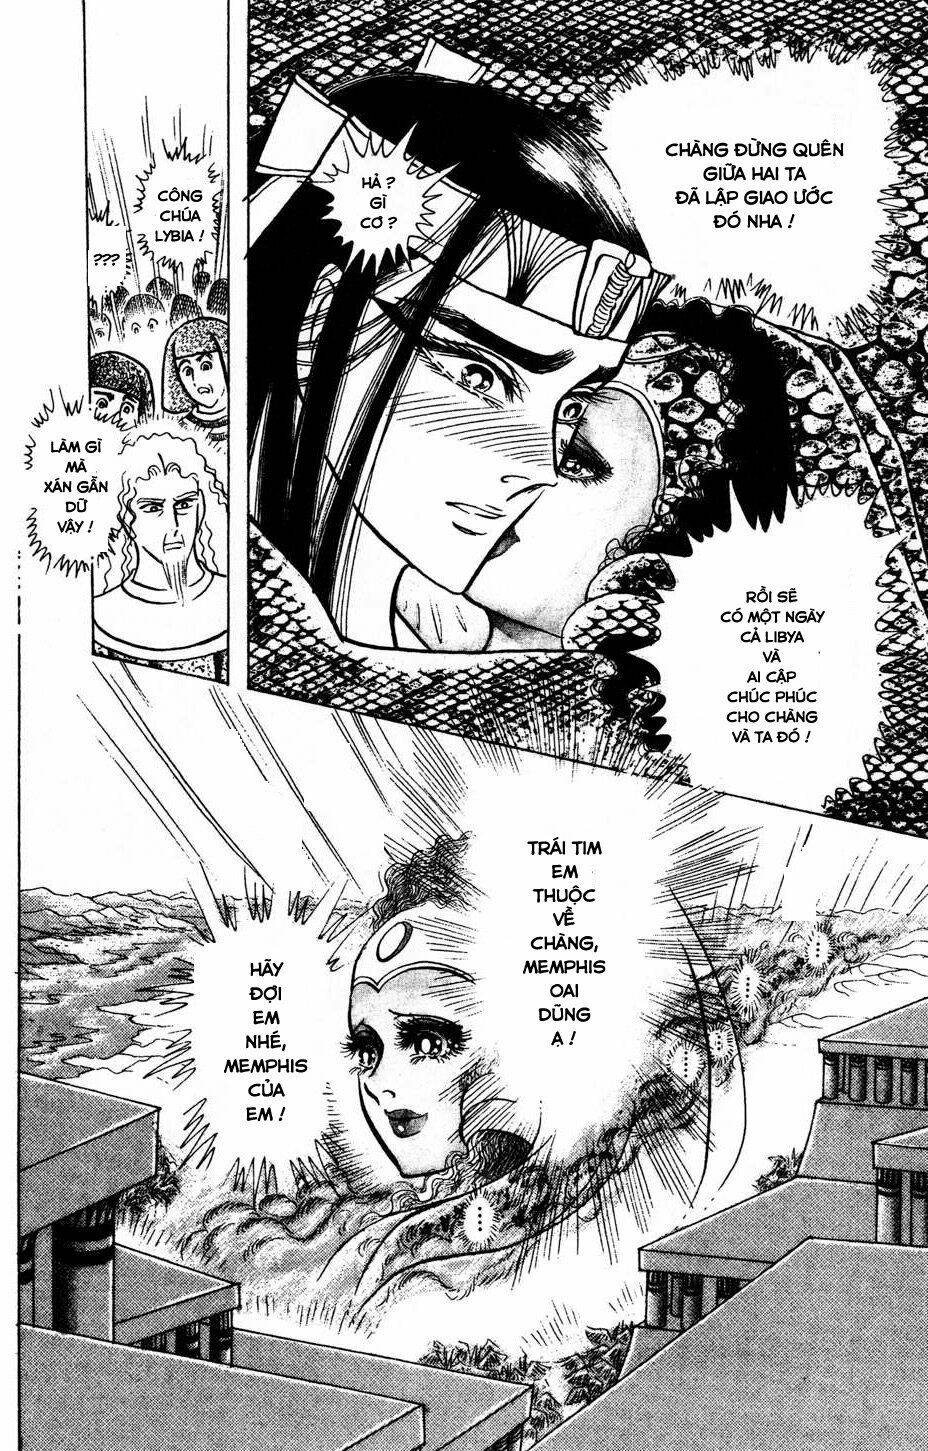 CHÀNG ĐỪNG QUÊN
GIỮA HAI TA
ĐÃ LẬP GIAO ƯỚC
ĐÓ NHA !
HẢ ?
GÌ
CƠ ?
CÔNG
CHÚA
LYBIA !
???
LÀM GÌ
MÀ
XÁN GẦN
DỮ
VẬY !
RỒI SẼ
CÓ MỘT NGÀY
CẢ LIBYA
VÀ
AI CẬP
CHÚC PHÚC
CHO CHÀNG
VÀ TA ĐÓ !
TRÁI TIM
EM
THUỘC
VỀ
CHÀNG,
MEMPHIS
OAI
DŨNG
Ạ !
HÃY
ĐỢI
EM
NHÉ,
MEMPHIS
CỦA
EM !